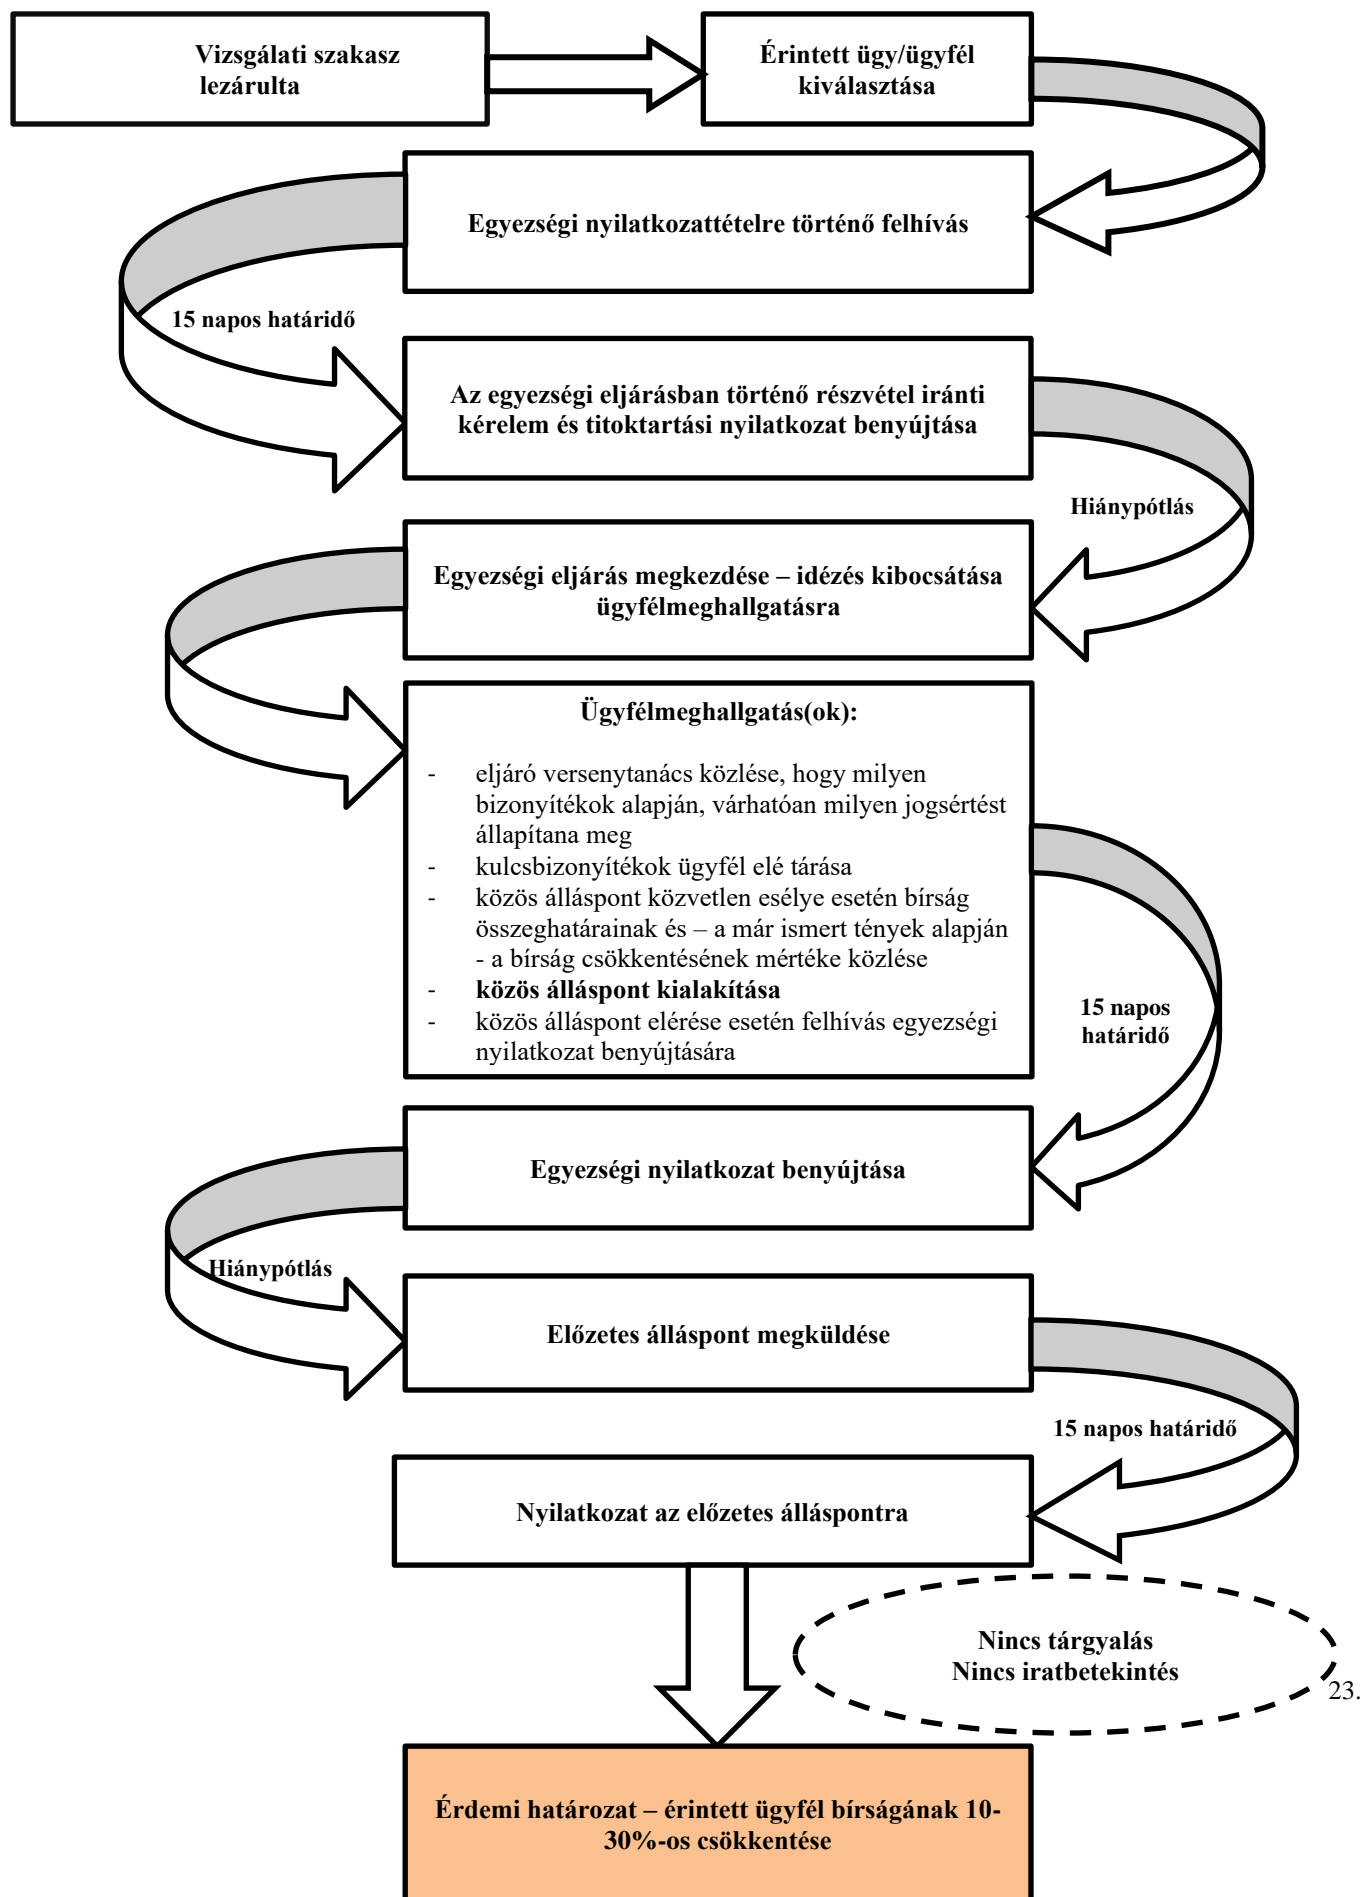 Vizsgálati szakasz
lezárulta
Érintett ügy/ügyfél
kiválasztása
Egyezségi nyilatkozattételre történő felhívás
15 napos határidő
Az egyezségi eljárásban történő részvétel iránti
kérelem és titoktartási nyilatkozat benyújtása
Hiánypótlás
Egyezségi eljárás megkezdése – idézés kibocsátása
ügyfélmeghallgatásra
Ügyfélmeghallgatás(ok):
- eljáró versenytanács közlése, hogy milyen
bizonyítékok alapján, várhatóan milyen jogsértést
állapítana meg
- kulcsbizonyítékok ügyfél elé tárása
- közös álláspont közvetlen esélye esetén bírság
összeghatárainak és – a már ismert tények alapján
- a bírság csökkentésének mértéke közlése
- közös álláspont kialakítása
- közös álláspont elérése esetén felhívás egyezségi
nyilatkozat benyújtására
15 napos
határidő
Egyezségi nyilatkozat benyújtása
Hiánypótlás
Előzetes álláspont megküldése
15 napos határidő
Nyilatkozat az előzetes álláspontra
Nincs tárgyalás
Nincs iratbetekintés
23.
Érdemi határozat – érintett ügyfél bírságának 10-
30%-os csökkentése